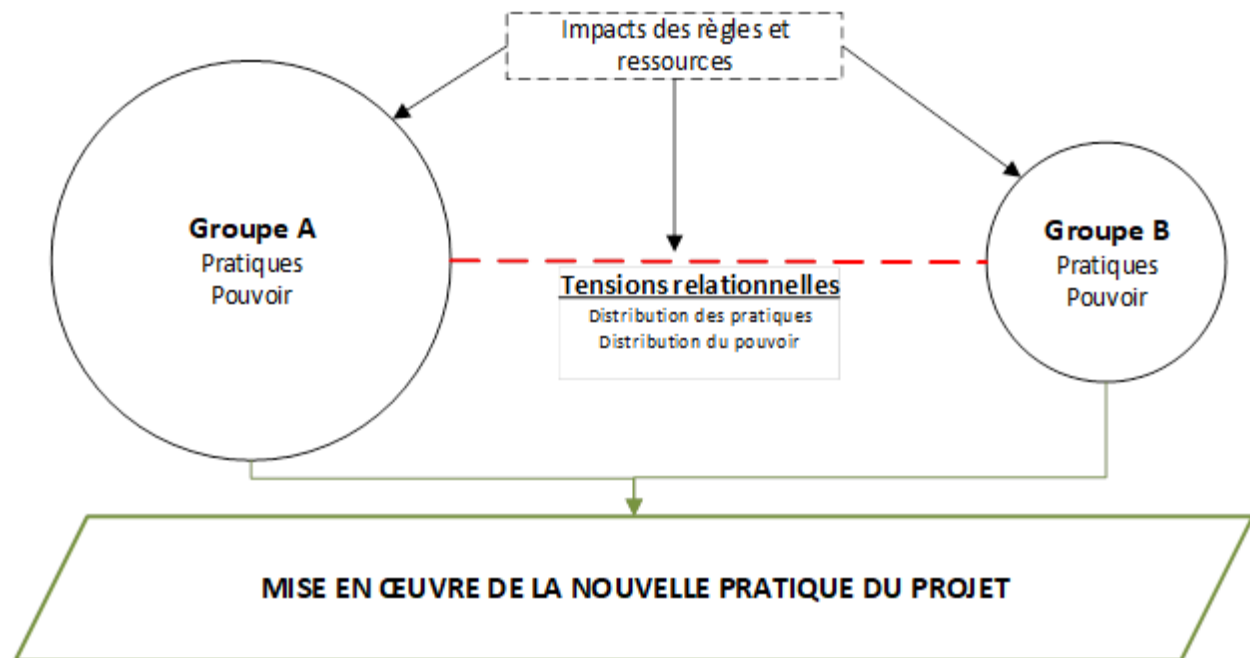 Impacts des règles et
ressources
Groupe A
Pratiques
Pouvoir
Groupe B
Pratiques
Pouvoir
Tensions relationnelles
Distribution des pratiques
Distribution du pouvoir
MISE EN ŒUVRE DE LA NOUVELLE PRATIQUE DU PROJET